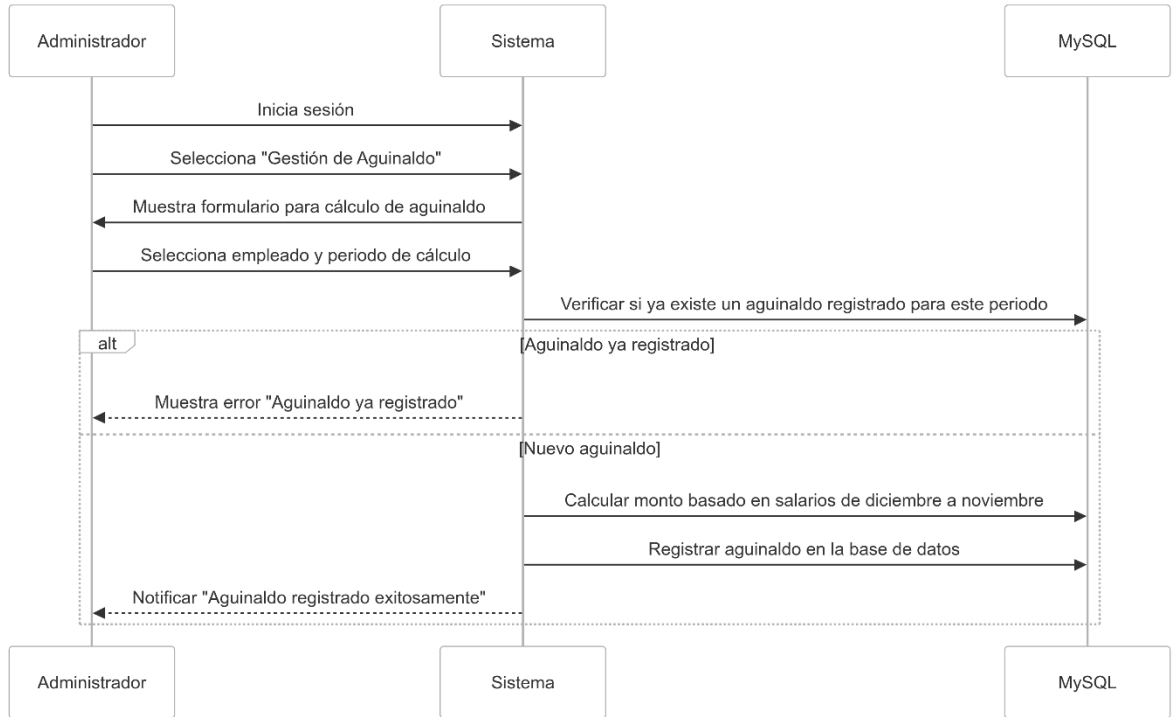 Administrador
Sistema
MySQL
Inicia sesión
Selecciona "Gestión de Aguinaldo"
Muestra formulario para cálculo de aguinaldo
Selecciona empleado y periodo de cálculo
Verificar si ya existe un aguinaldo registrado para este periodo
alt
[Aguinaldo ya registrado]
Muestra error "Aguinaldo ya registrado"
[Nuevo aguinaldo]
Calcular monto basado en salarios de diciembre a noviembre
Registrar aguinaldo en la base de datos
Notificar "Aguinaldo registrado exitosamente"
Administrador
Sistema
MySQL